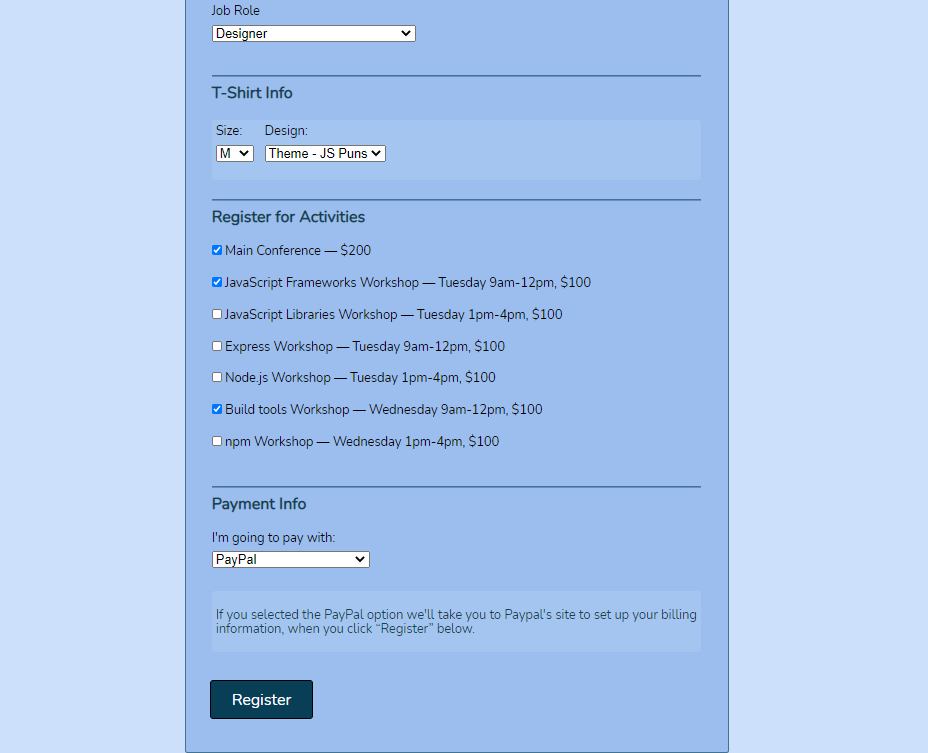 Job Role
Designer
T-Shirt Info
Size: Design:
M Theme - JS Puns
Register for Activities
Main Conference — $200
JavaScript Frameworks Workshop — Tuesday 9am-12pm, $100
JavaScript Libraries Workshop — Tuesday 1pm-4pm, $100
Express Workshop — Tuesday 9am-12pm, $100
Node.js Workshop — Tuesday 1pm-4pm, $100
Build tools Workshop — Wednesday 9am-12pm, $100
npm Workshop — Wednesday 1pm-4pm, $100
Payment Info
I'm going to pay with:
PayPal
If you selected the PayPal option we'll take you to Paypal's site to set up your billing
information, when you click “Register” below.
Register